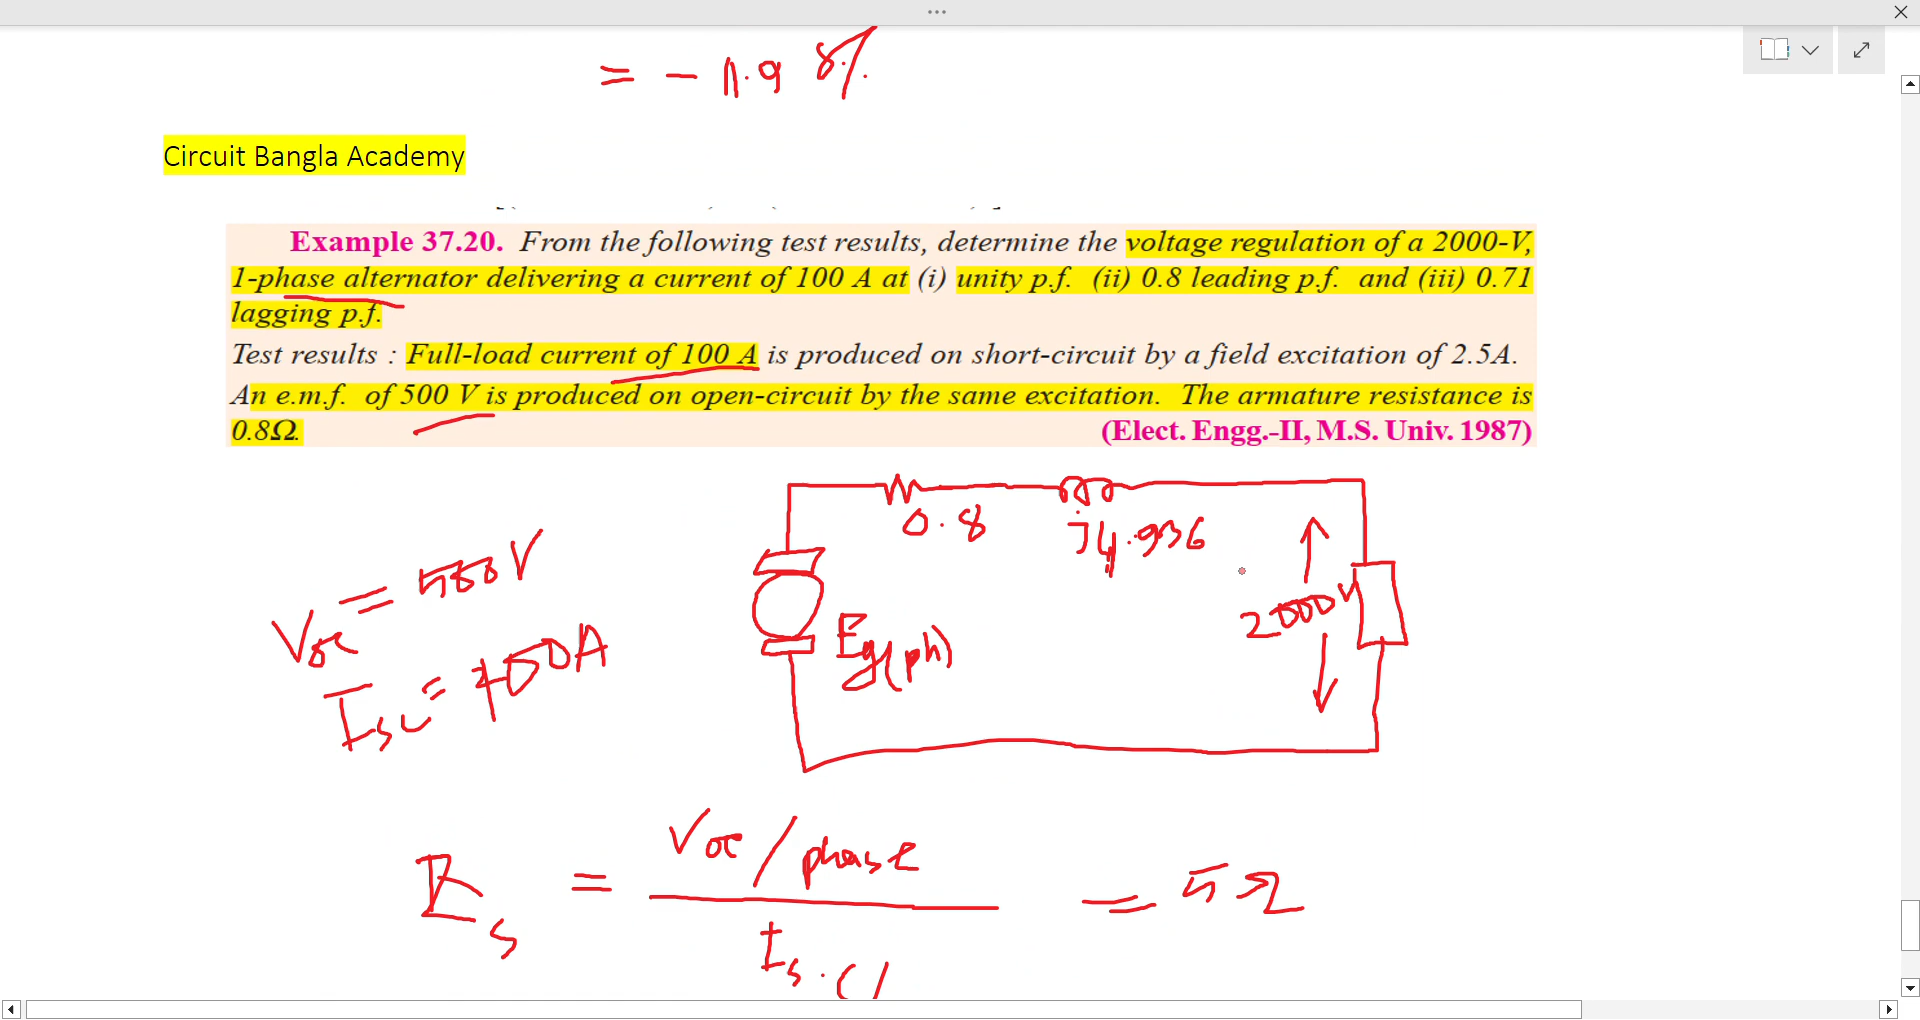 = - 11.9 8%
Circuit Bangla Academy
Example 37.20. From the following test results, determine the voltage regulation of a 2000-V,
1-phase alternator delivering a current of 100 A at (i) unity p.f. (ii) 0.8 leading p.f. and (iii) 0.71
lagging p.f.
Test results : Full-load current of 100 A is produced on short-circuit by a field excitation of 2.5A.
An e.m.f. of 500 V is produced on open-circuit by the same excitation. The armature resistance is
0.8Ω.
(Elect. Engg.-II, M.S. Univ. 1987)
0.8
j4.936
Voc = 500V
Isc = 100A
Eg(ph)
2000V
Zs = Voc/phase = 5Ω
Is.c/